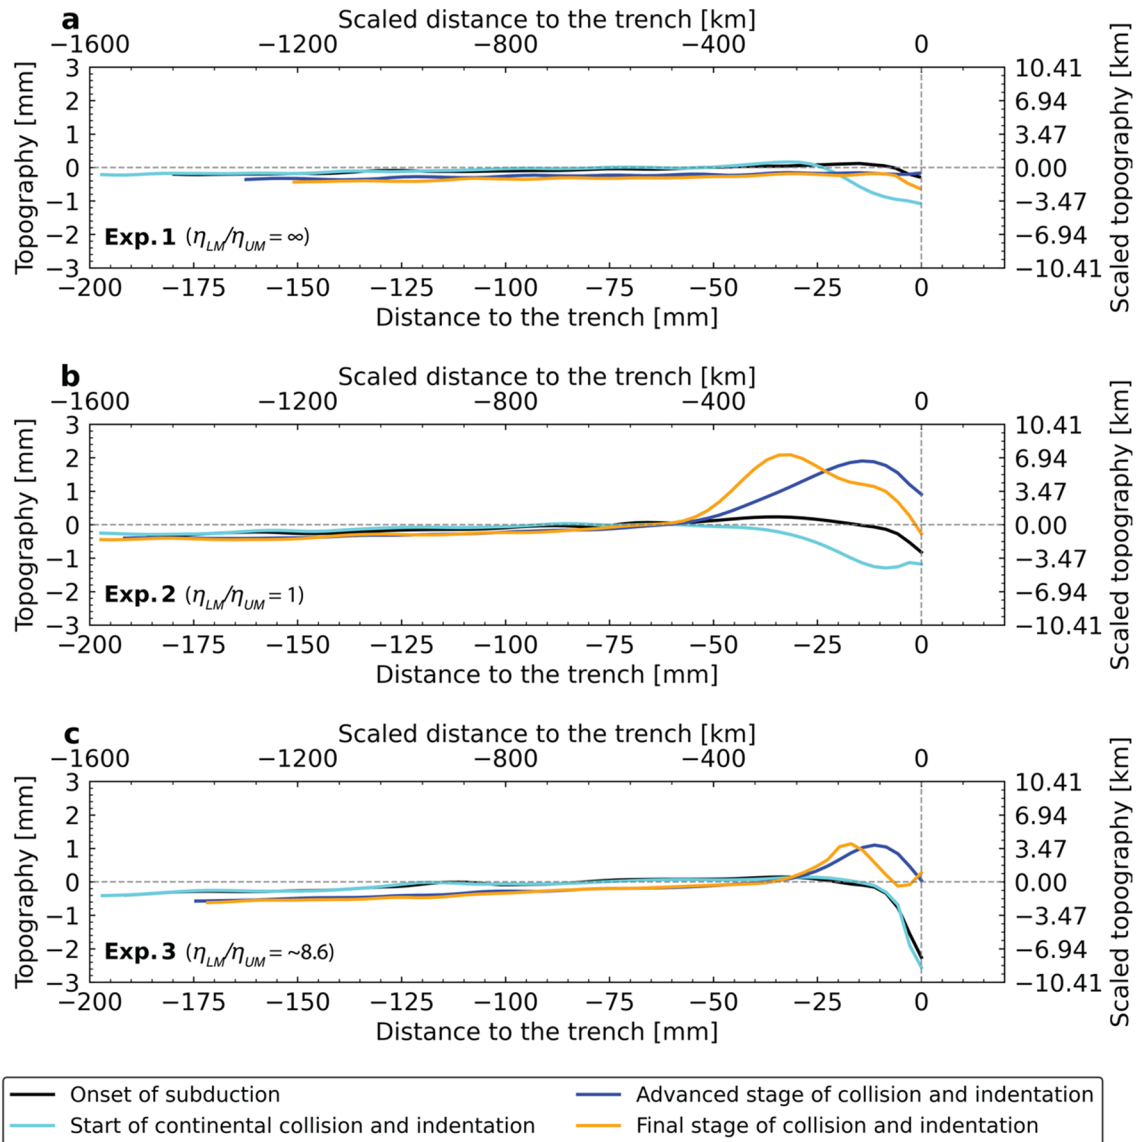 a
Scaled distance to the trench [km]
−1600 −1200 −800 −400 0
Topography [mm]
3
2
1
0
−1
−2
−3
Exp. 1 (ηLM/ηUM = ∞)
10.41
6.94
3.47
0.00
−3.47
−6.94
−10.41
Scaled topography [km]
−200 −175 −150 −125 −100 −75 −50 −25 0
Distance to the trench [mm]
b
Scaled distance to the trench [km]
−1600 −1200 −800 −400 0
Topography [mm]
3
2
1
0
−1
−2
−3
Exp. 2 (ηLM/ηUM = 1)
10.41
6.94
3.47
0.00
−3.47
−6.94
−10.41
Scaled topography [km]
−200 −175 −150 −125 −100 −75 −50 −25 0
Distance to the trench [mm]
c
Scaled distance to the trench [km]
−1600 −1200 −800 −400 0
Topography [mm]
3
2
1
0
−1
−2
−3
Exp. 3 (ηLM/ηUM = ~8.6)
10.41
6.94
3.47
0.00
−3.47
−6.94
−10.41
Scaled topography [km]
−200 −175 −150 −125 −100 −75 −50 −25 0
Distance to the trench [mm]
Onset of subduction
Start of continental collision and indentation
Advanced stage of collision and indentation
Final stage of collision and indentation